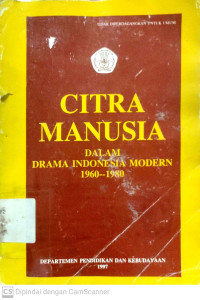 TIDAK DIPERDAGANGKAN UNTUK UMUM
CITRA
MANUSIA
DALAM
DRAMA INDONESIA MODERN
1960—1980
DEPARTEMEN PENDIDIKAN DAN KEBUDAYAAN
1997
CS Dipindai dengan CamScanner